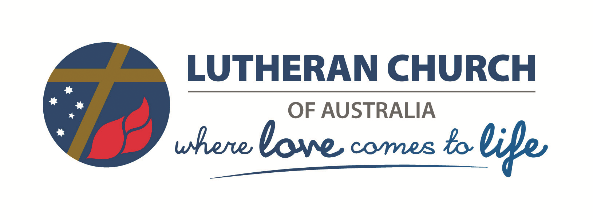 LUTHERAN CHURCH
OF AUSTRALIA
where love comes to life